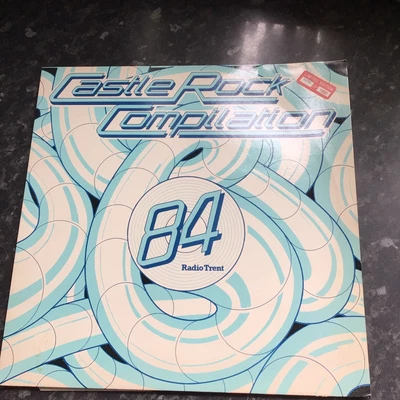 Castle Rock
Compilation
84
Radio Trent